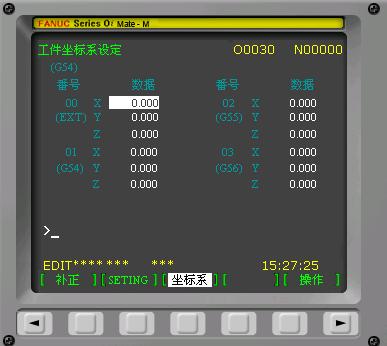 FANUC Series 0i Mate - M
工件坐标系设定 O0030 N00000
(G54)
番号 数据 番号 数据
00 X 0.000 02 X 0.000
(EXT) Y 0.000 (G55) Y 0.000
Z 0.000 Z 0.000
01 X 0.000 03 X 0.000
(G54) Y 0.000 (G56) Y 0.000
Z 0.000 Z 0.000
>_
EDIT**** *** *** 15:27:25
[ 补正 ] [SETING ] [ 坐标系 ] [ ] [ 操作 ]